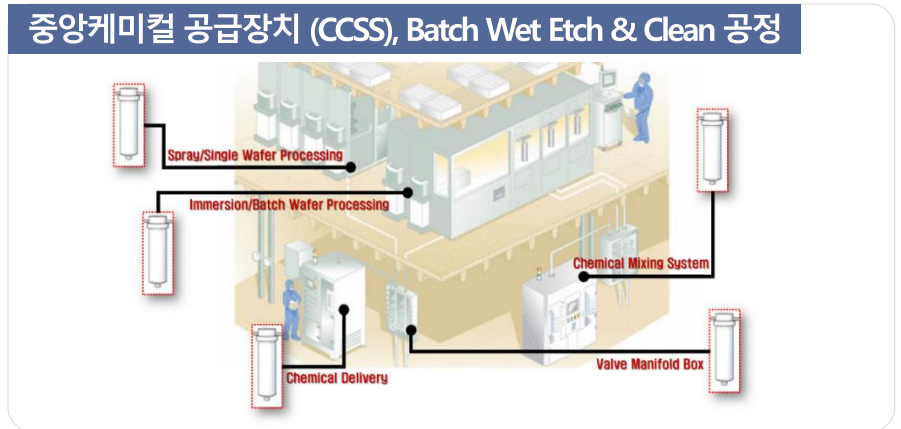 중앙케미컬 공급장치 (CCSS), Batch Wet Etch & Clean 공정
Spray/Single Wafer Processing
Immersion/Batch Wafer Processing
Chemical Mixing System
Valve Manifold Box
Chemical Delivery